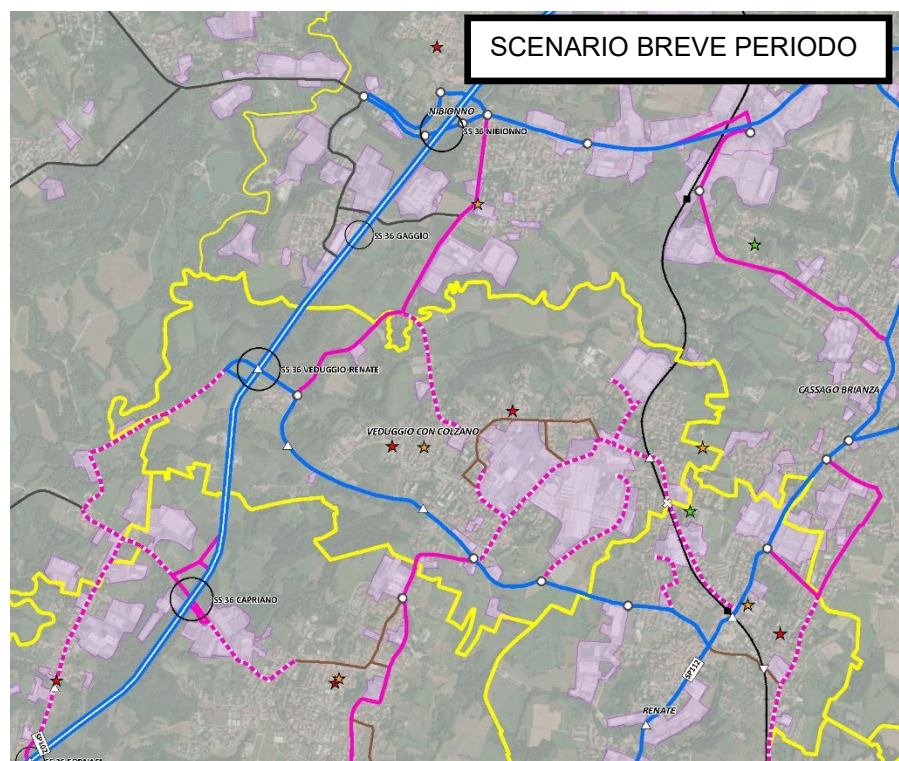 SCENARIO BREVE PERIODO
NIBIONNO
SS 36 NIBIONNO
SS 36 GAGGIO
SS 36 VEDUGGIO-RENATE
CASSAGO BRIANZA
VEDUGGIO CON COLZANO
SS 36 CAPRIANO
SP112
RENATE
SP102